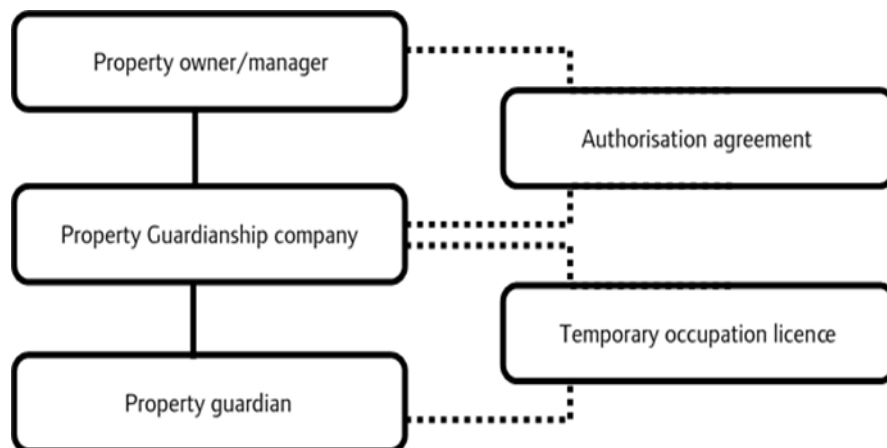 Property owner/manager
Authorisation agreement
Property Guardianship company
Temporary occupation licence
Property guardian